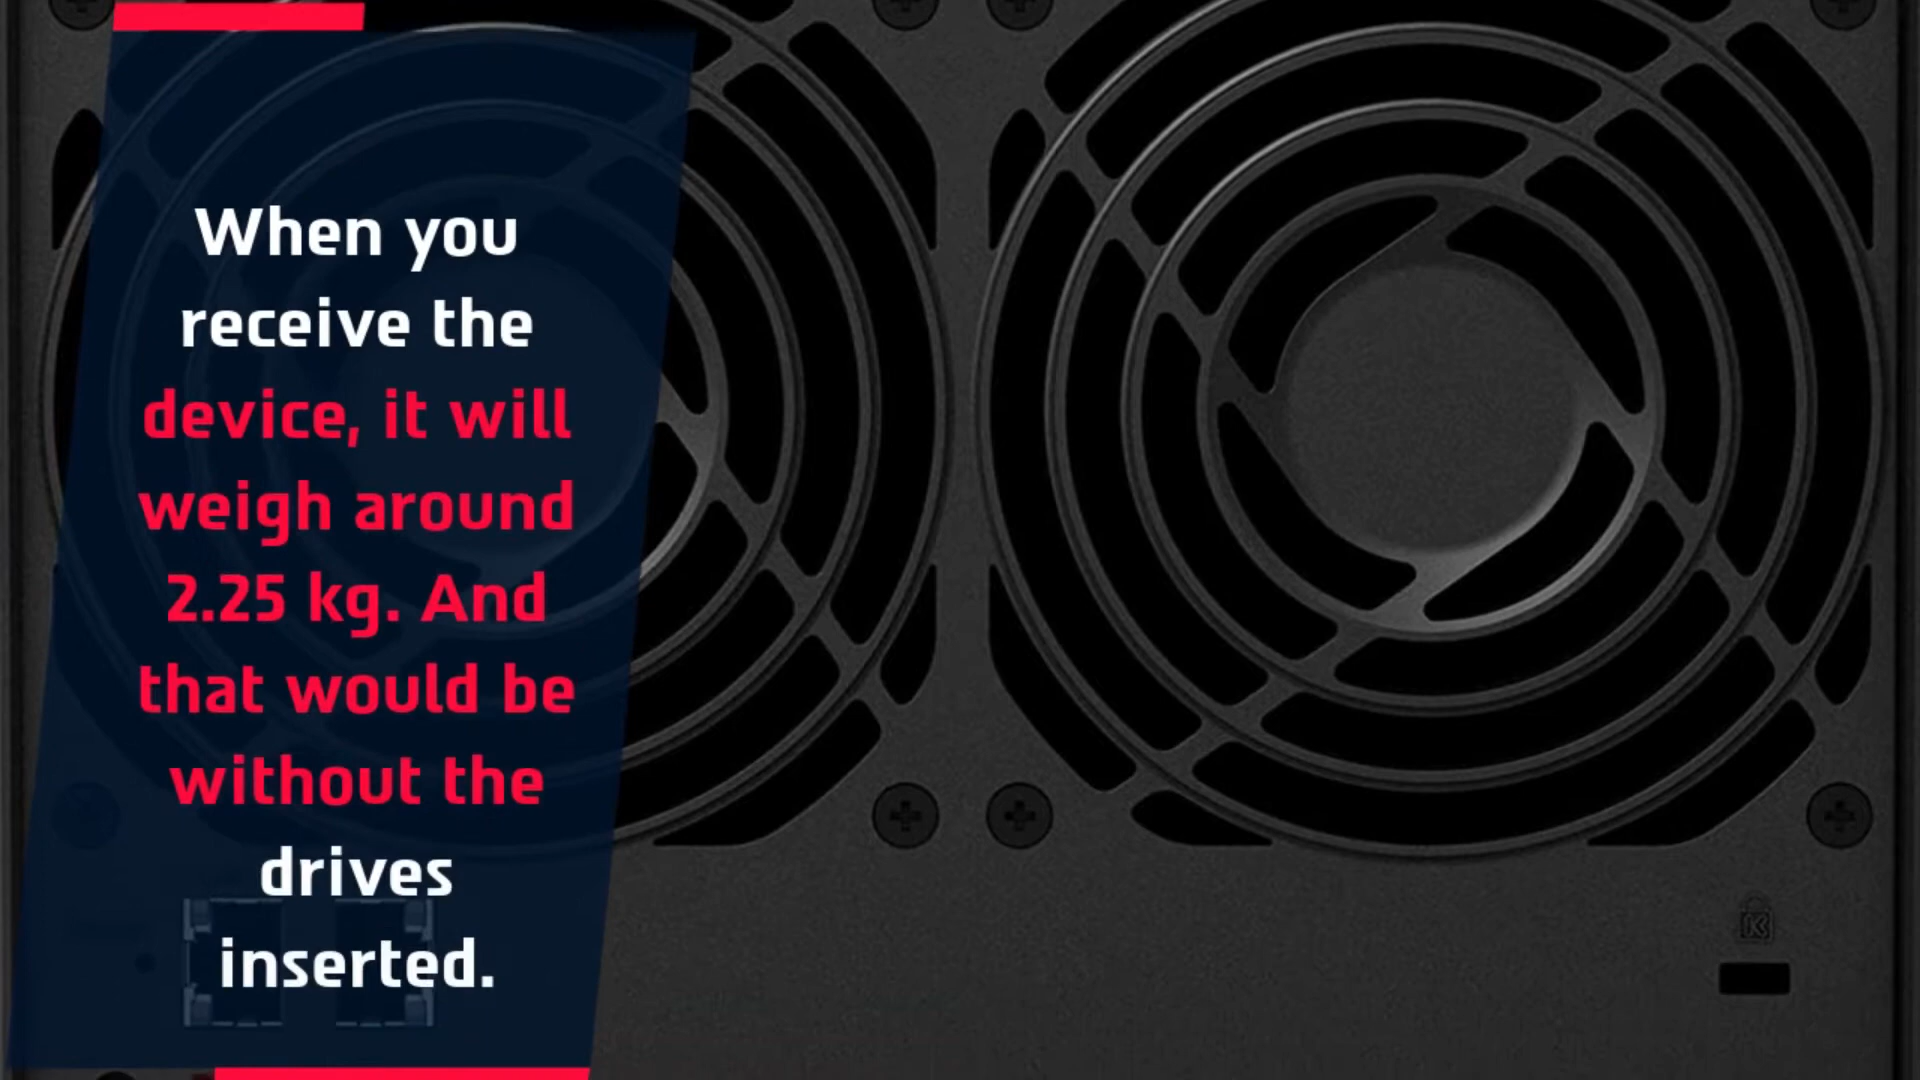 When you
receive the
device, it will
weigh around
2.25 kg. And
that would be
without the
drives
inserted.